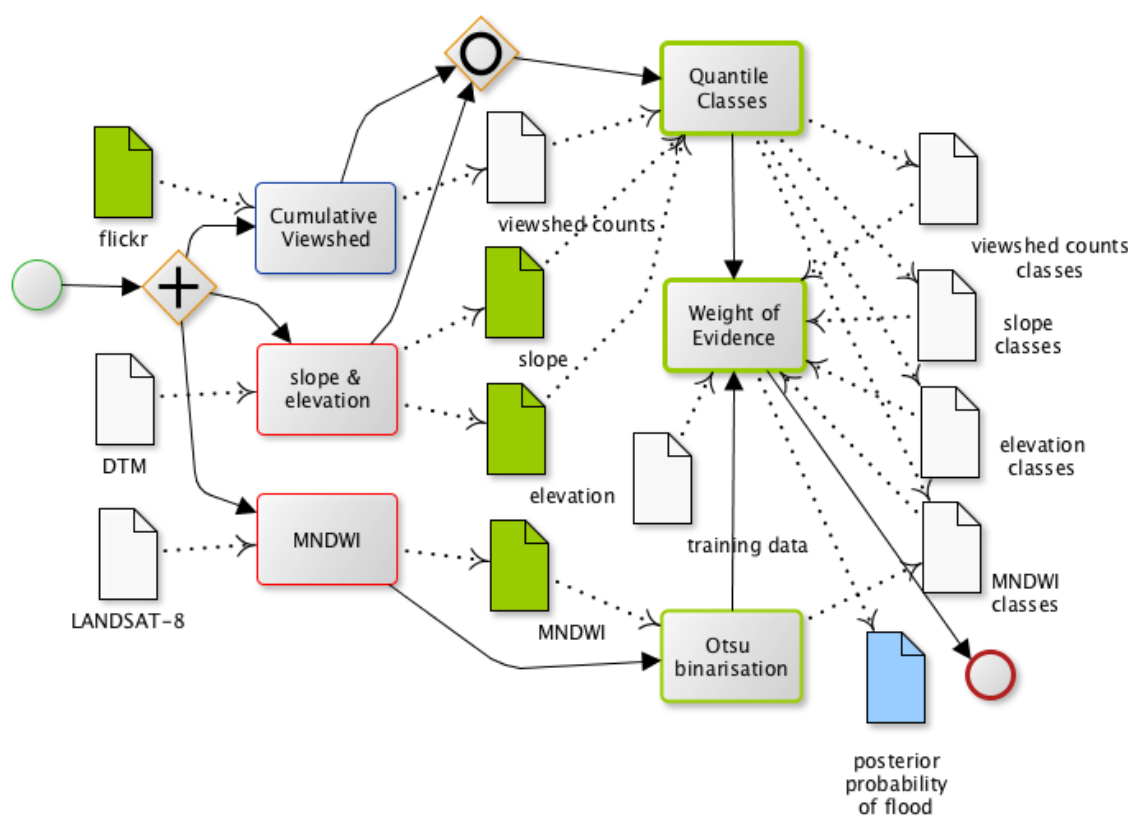 Quantile
Classes
flickr
Cumulative
Viewshed
viewshed counts
viewshed counts
classes
Weight of
Evidence
slope
classes
slope
slope &
elevation
DTM
elevation
elevation
classes
training data
MNDWI
MNDWI
classes
LANDSAT-8
MNDWI
Otsu
binarisation
posterior
probability
of flood